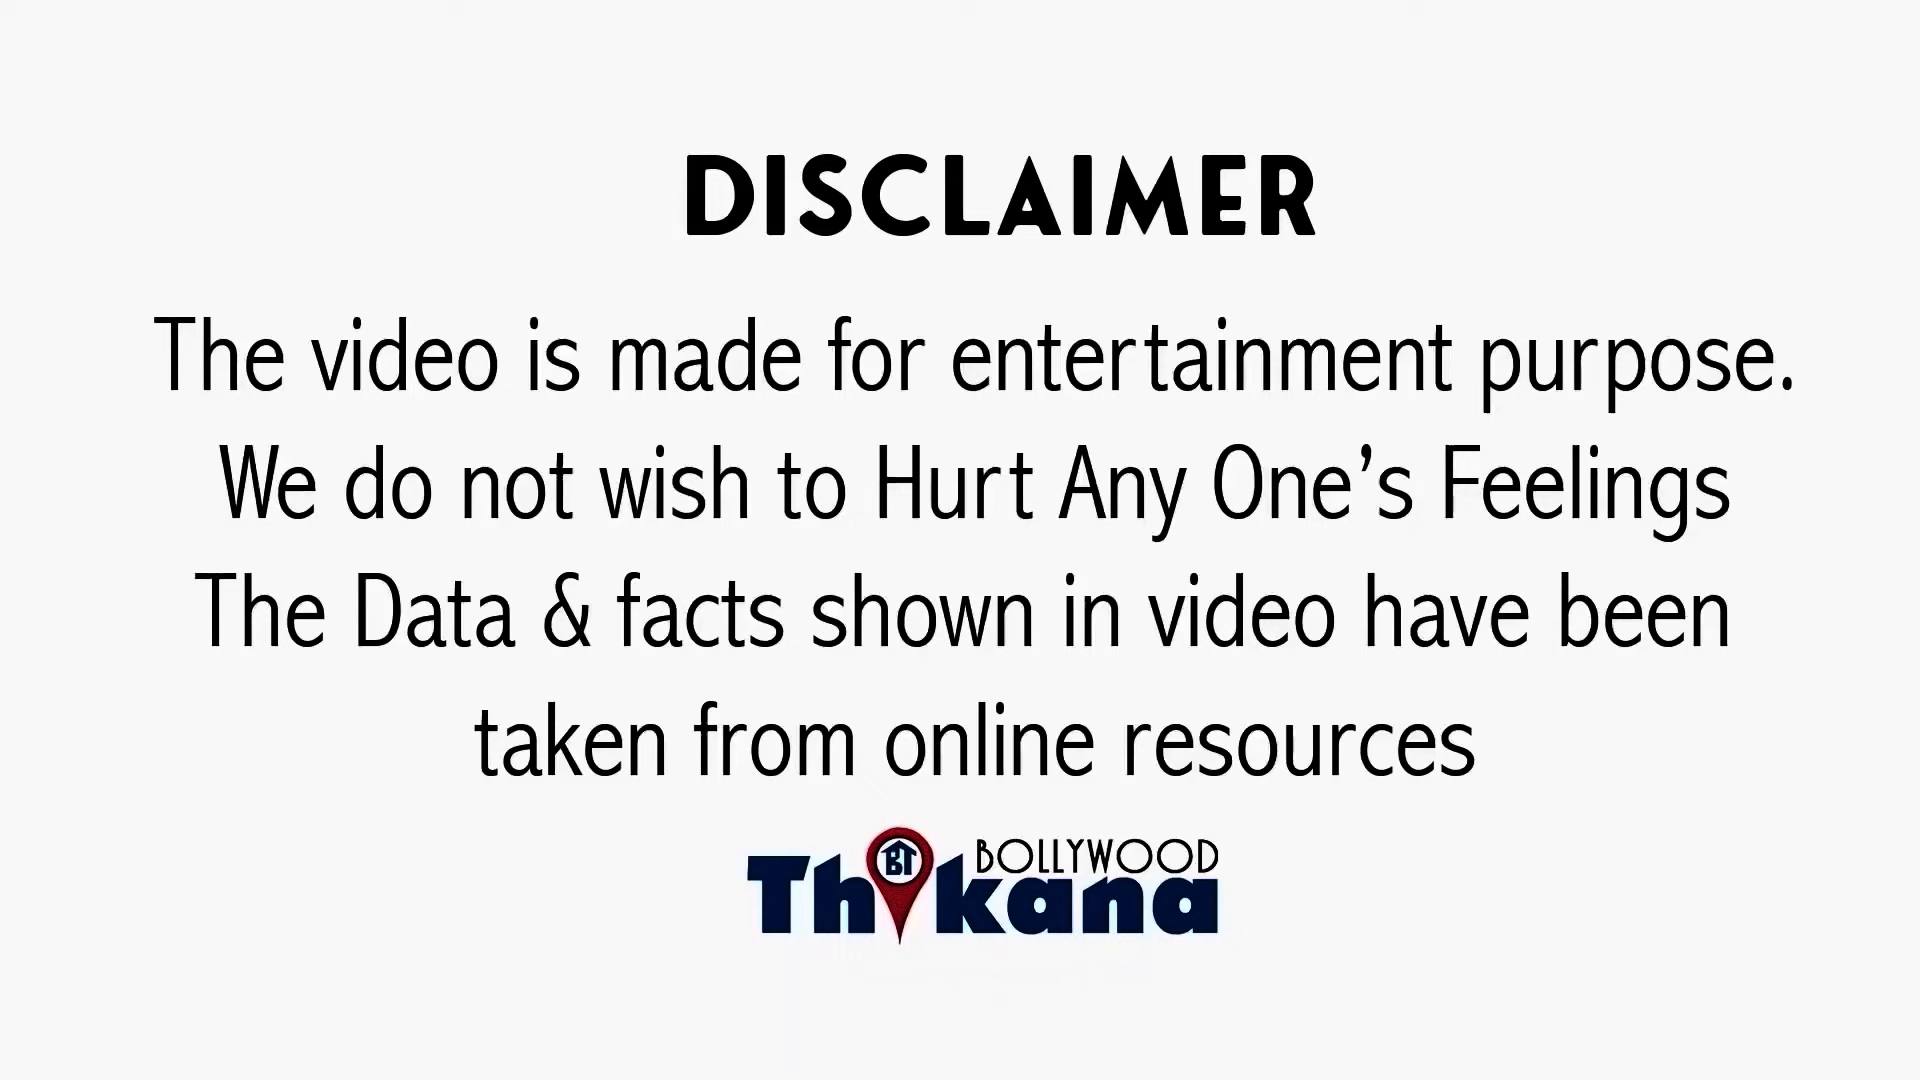 DISCLAIMER
The video is made for entertainment purpose.
We do not wish to Hurt Any One’s Feelings
The Data & facts shown in video have been
taken from online resources
BOLLYWOOD
BT
Thikana